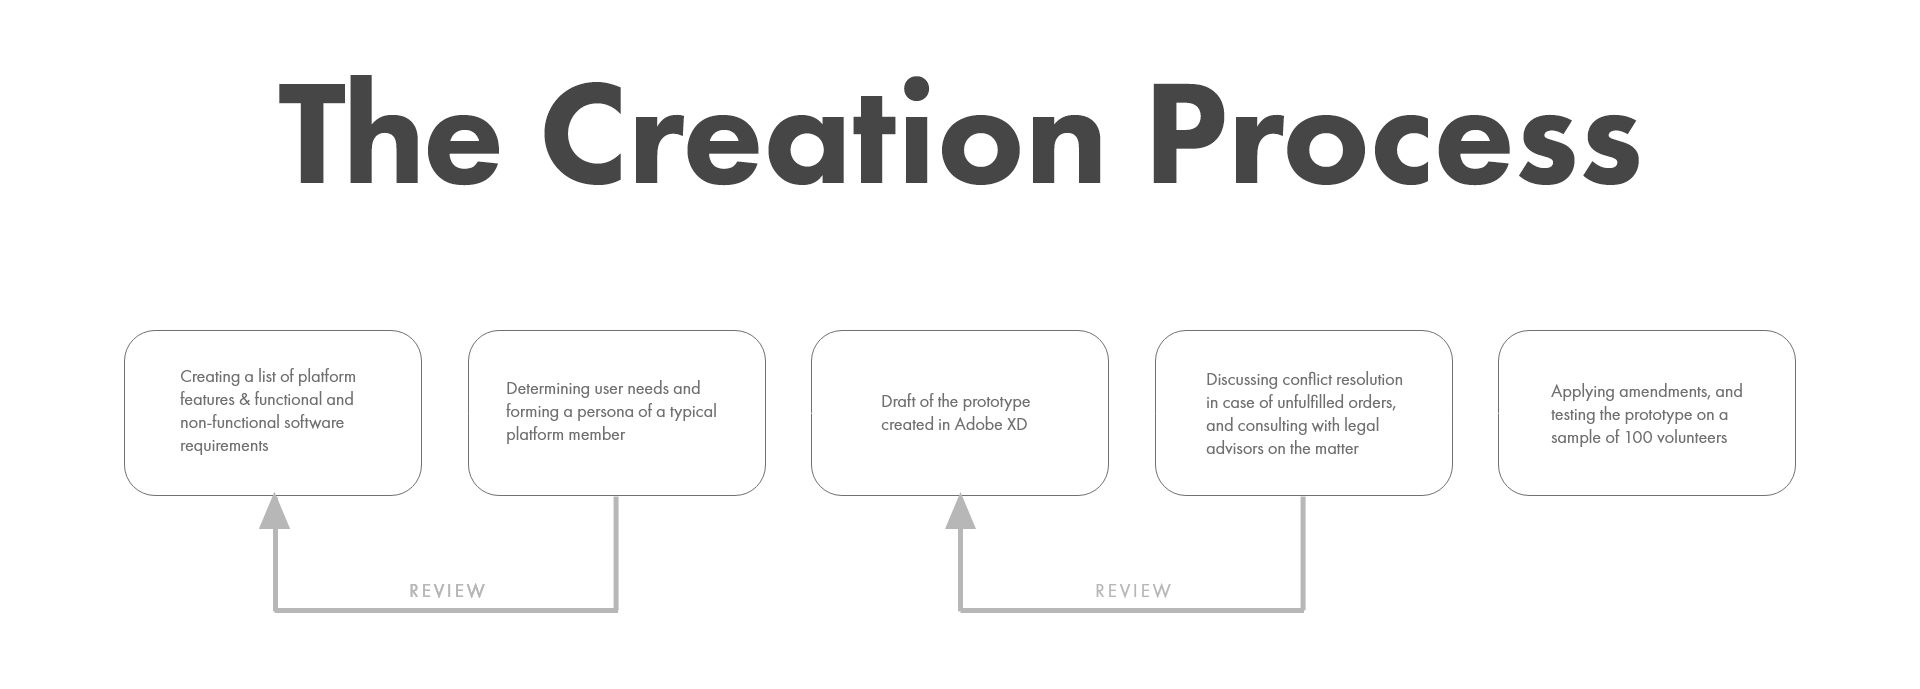 The Creation Process
Creating a list of platform
features & functional and
non-functional software
requirements
Determining user needs and
forming a persona of a typical
platform member
Draft of the prototype
created in Adobe XD
Discussing conflict resolution
in case of unfulfilled orders,
and consulting with legal
advisors on the matter
Applying amendments, and
testing the prototype on a
sample of 100 volunteers
REVIEW
REVIEW